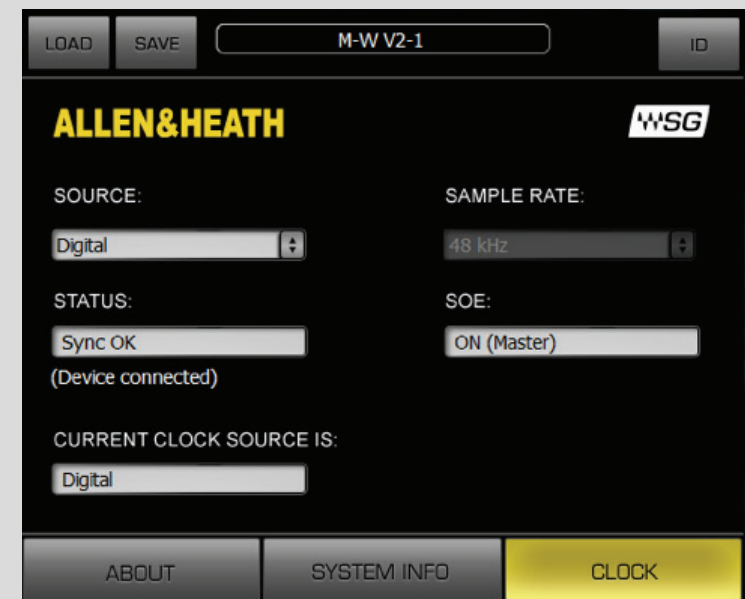 LOAD SAVE M-W V2-1 ID
ALLEN&HEATH WSG
SOURCE: SAMPLE RATE:
Digital 48 kHz
STATUS: SOE:
Sync OK ON (Master)
(Device connected)
CURRENT CLOCK SOURCE IS:
Digital
ABOUT SYSTEM INFO CLOCK